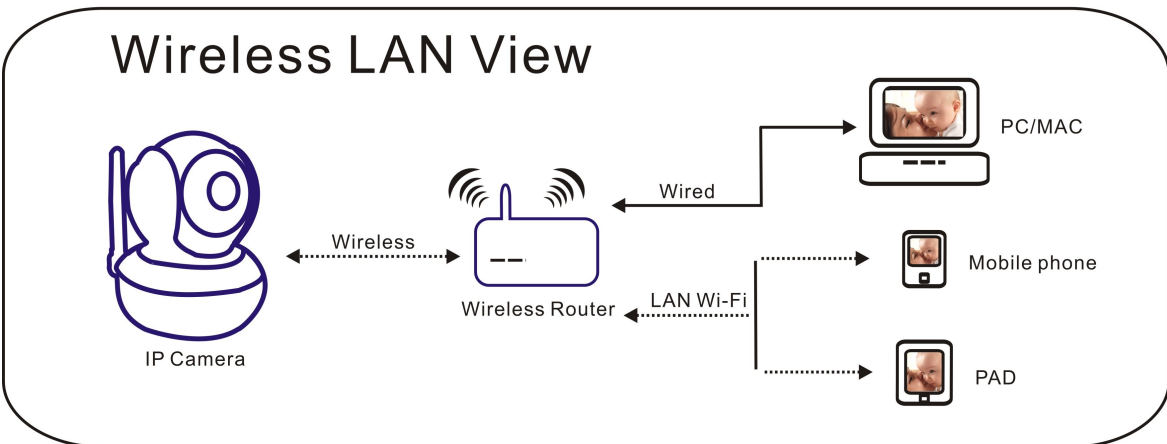 Wireless LAN View
PC/MAC
Wired
Wireless
Mobile phone
LAN Wi-Fi
Wireless Router
IP Camera
PAD